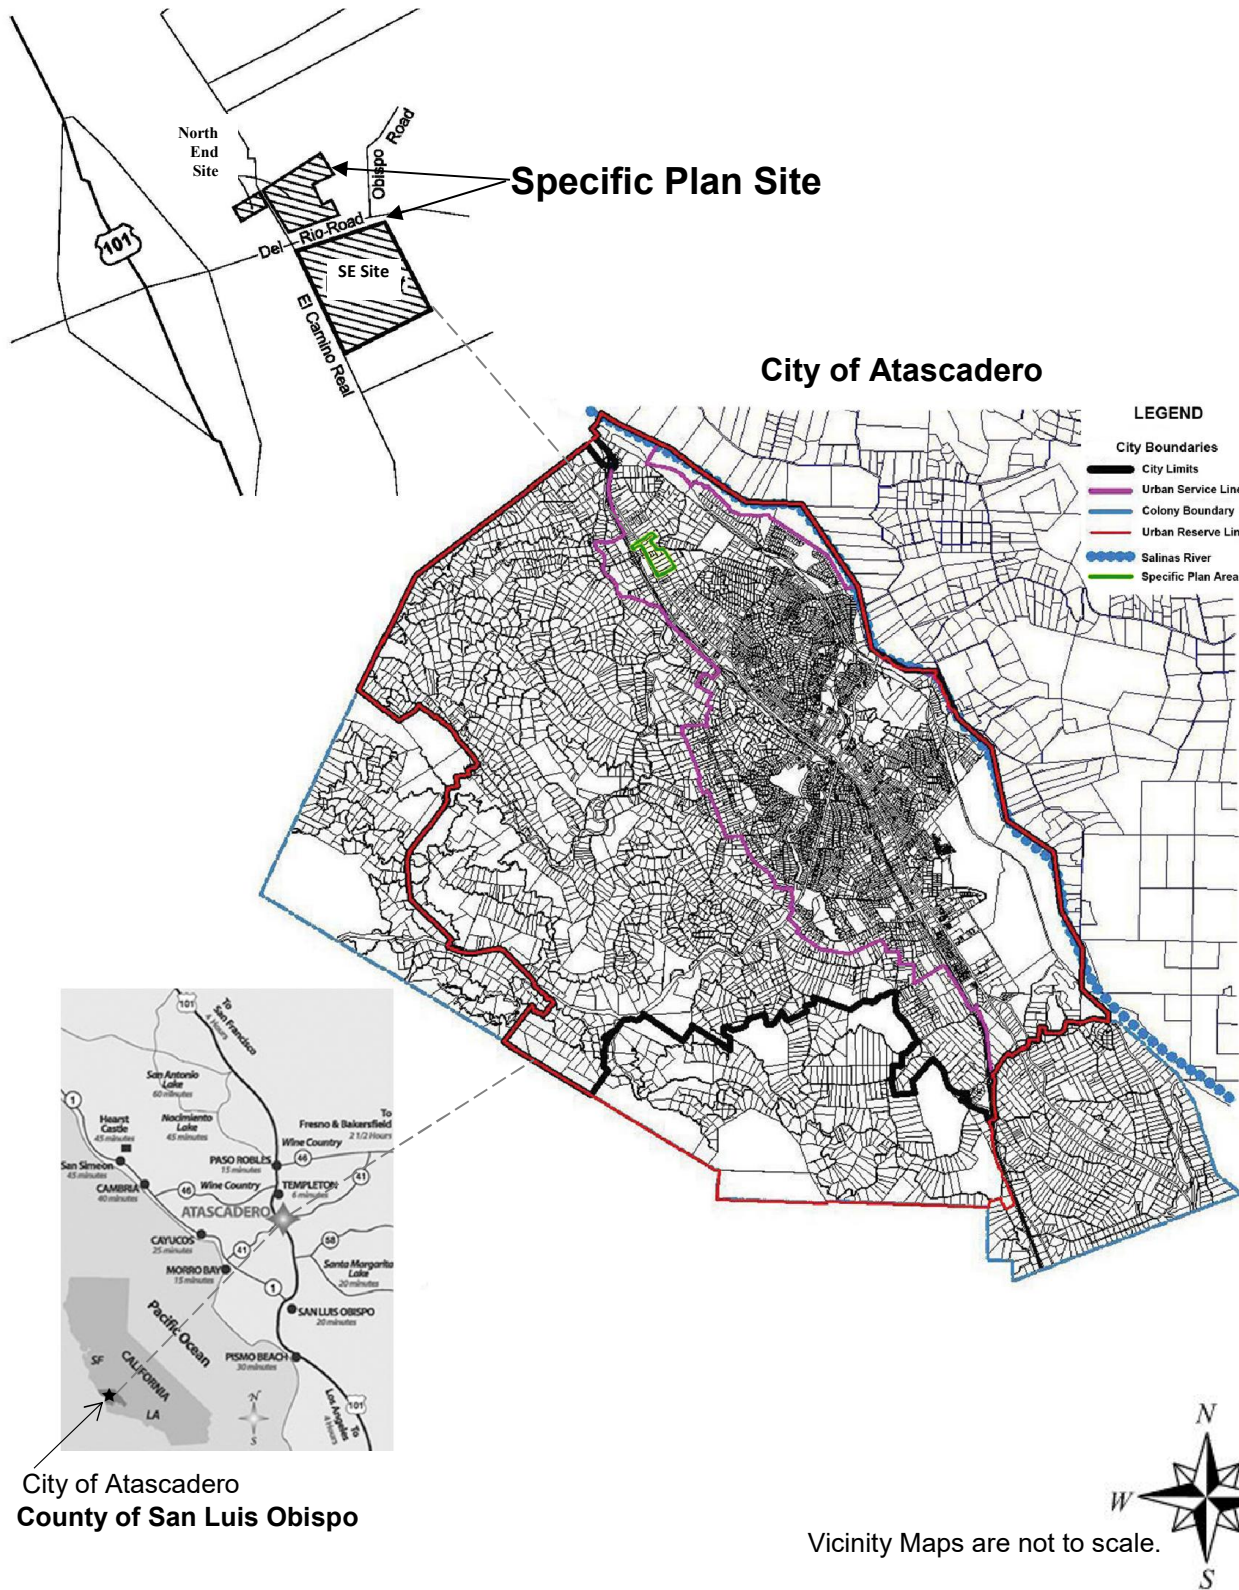 North
End
Site
Obispo Road
Specific Plan Site
101
Del Rio Road
SE Site
El Camino Real
City of Atascadero
LEGEND
City Boundaries
City Limits
Urban Service Line
Colony Boundary
Urban Reserve Lin
Salinas River
Specific Plan Area
101
To
San Francisco
4 Hours
San Antonio
Lake
60 minutes
1
Hearst
Castle
45 minutes
Nacimiento
Lake
45 minutes
To
Fresno & Bakersfield
2 1/2 Hours
Wine Country
46
PASO ROBLES
15 minutes
41
San Simeon
45 minutes
CAMBRIA
40 minutes
46
Wine Country
TEMPLETON
6 minutes
ATASCADERO
CAYUCOS
25 minutes
41
58
MORRO BAY
15 minutes
Santa Margarita
Lake
20 minutes
1
SAN LUIS OBISPO
20 minutes
Pacific Ocean
PISMO BEACH
30 minutes
SF
CALIFORNIA
LA
N
S
To
Los Angeles
4 Hours
101
City of Atascadero
County of San Luis Obispo
N
W
S
Vicinity Maps are not to scale.